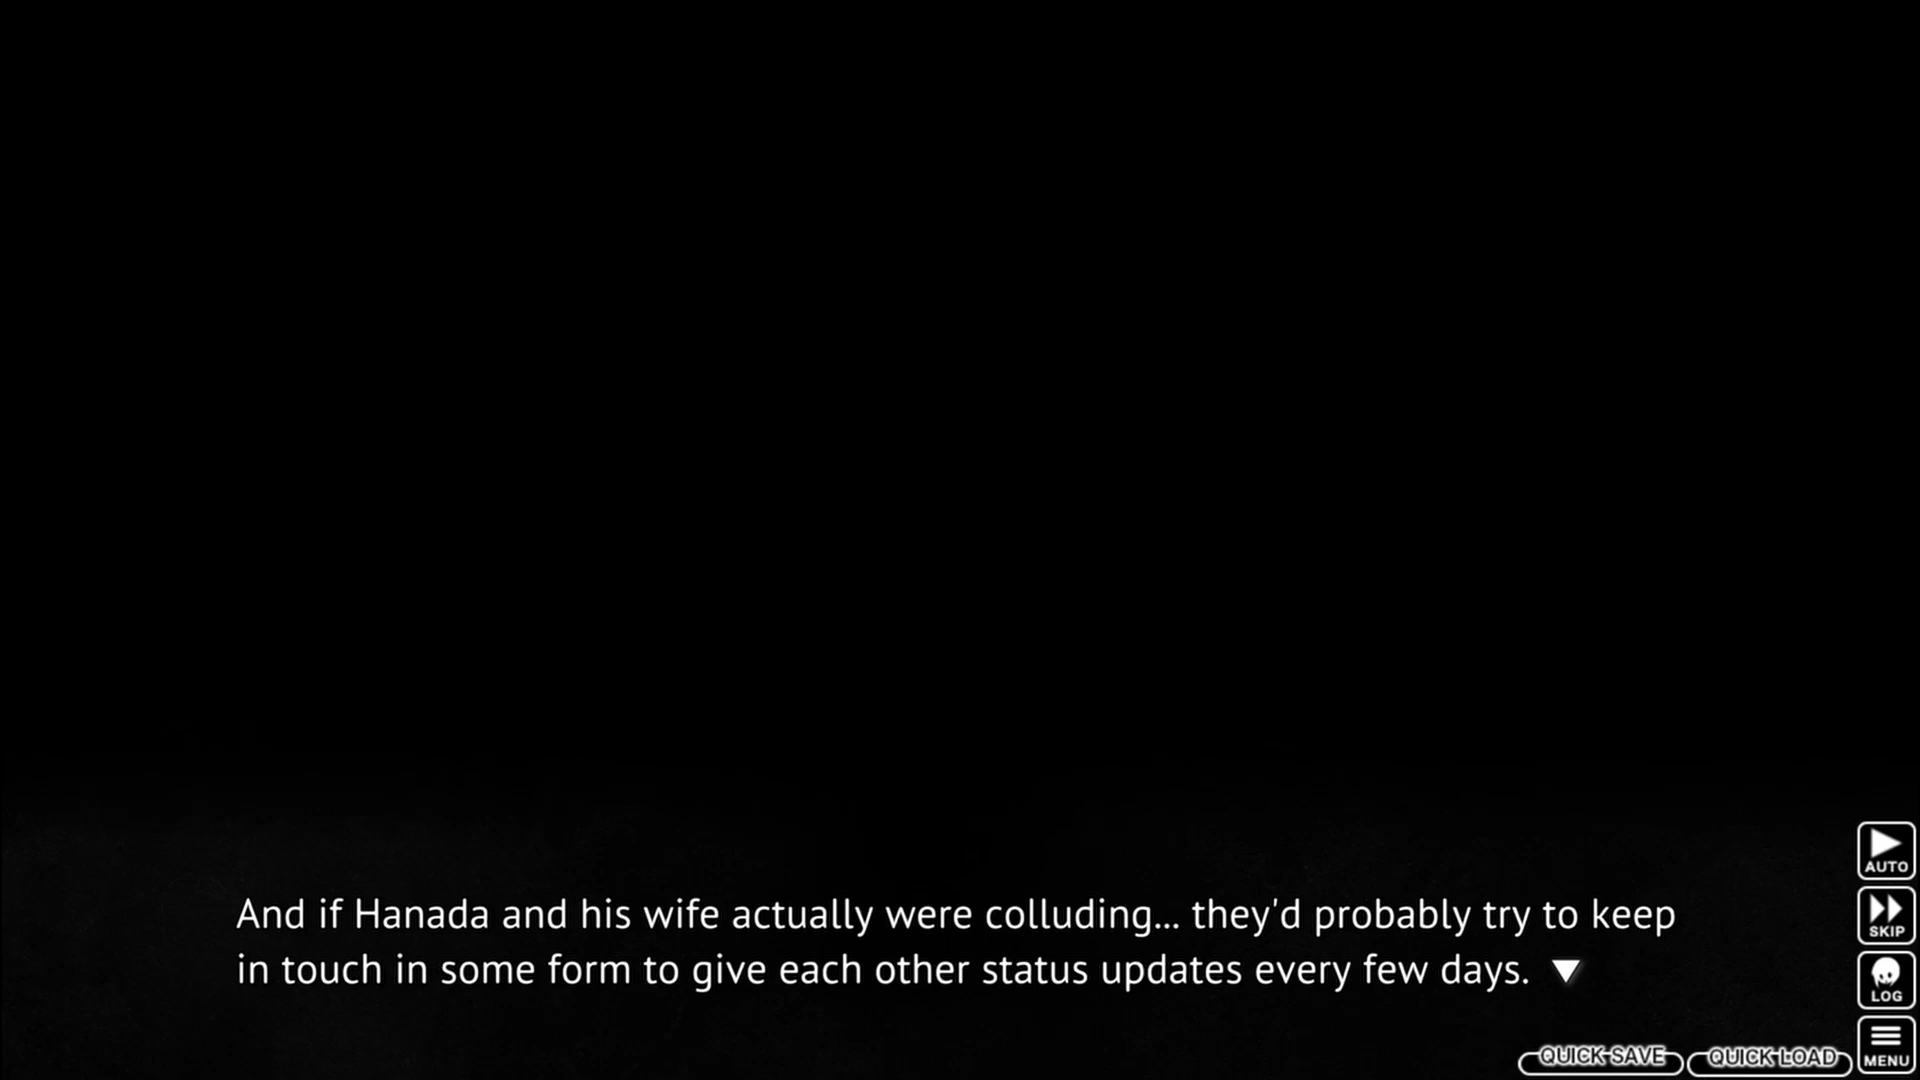 And if Hanada and his wife actually were colluding... they'd probably try to keep
in touch in some form to give each other status updates every few days.
AUTO
SKIP
LOG
MENU
QUICK SAVE
QUICK LOAD